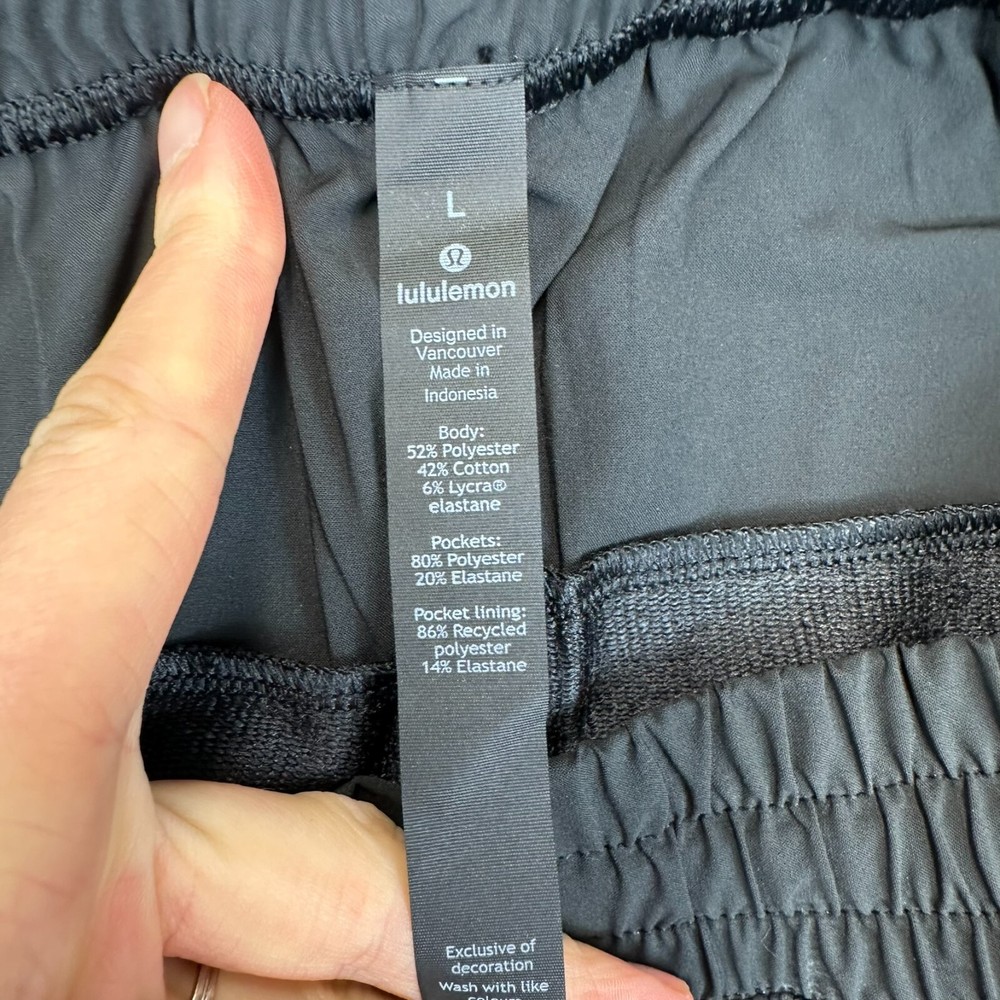 L
lululemon
Designed in
Vancouver
Made in
Indonesia
Body:
52% Polyester
42% Cotton
6% Lycra®
elastane
Pockets:
80% Polyester
20% Elastane
Pocket lining:
86% Recycled
polyester
14% Elastane
Exclusive of
decoration
Wash with like
colours